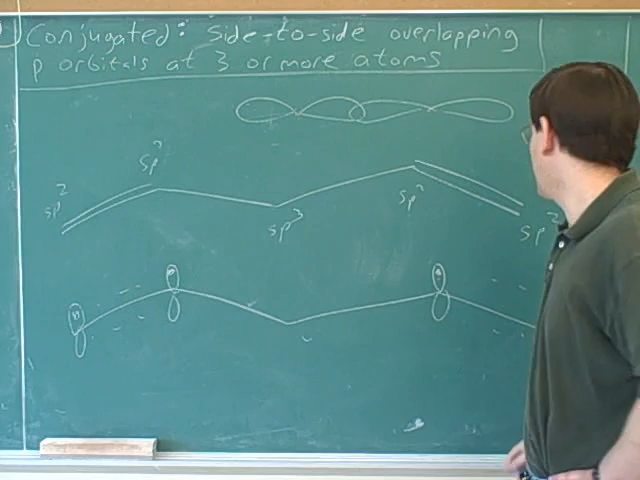 Conjugated: Side-to-side overlapping
p orbitals at 3 or more atoms
sp² sp² sp³ sp² sp²